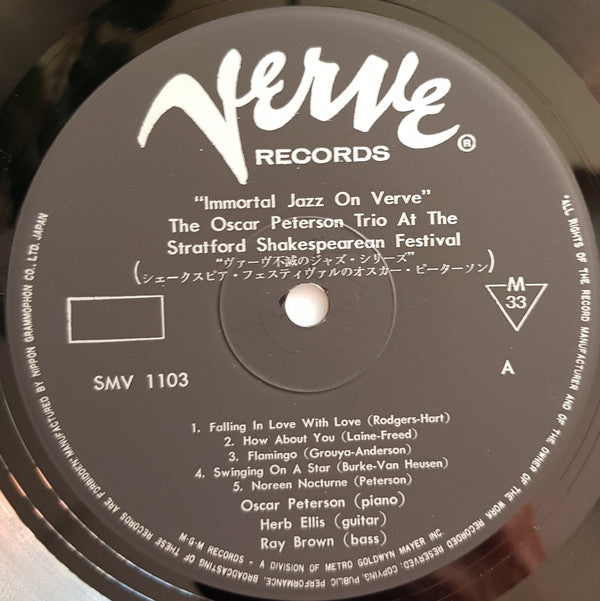 Verve
RECORDS ®
"Immortal Jazz On Verve"
The Oscar Peterson Trio At The
Stratford Shakespearean Festival
"ヴァーヴ不滅のジャズ・シリーズ"
(シェークスピア・フェスティヴァルのオスカー・ピーターソン)
M
33
SMV 1103
A
1. Falling In Love With Love (Rodgers-Hart)
2. How About You (Laine-Freed)
3. Flamingo (Grouya-Anderson)
4. Swinging On A Star (Burke-Van Heusen)
5. Noreen Nocturne (Peterson)
Oscar Peterson (piano)
Herb Ellis (guitar)
Ray Brown (bass)
M-G-M RECORDS - A DIVISION OF METRO GOLDWYN MAYER INC
"ALL RIGHTS OF THE RECORD MANUFACTURER AND OF THE OWNER OF THE WORK RECORDED RESERVED. COPYING, PUBLIC PERFORMANCE, BROADCASTING OF THESE RECORDS ARE FORBIDDEN." MANUFACTURED BY NIPPON GRAMMOPHON CO., LTD. JAPAN